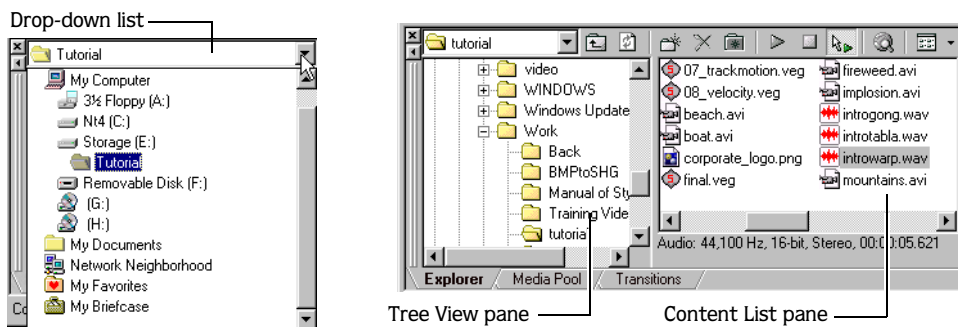 Drop-down list
Tutorial
My Computer
3½ Floppy (A:)
Nt4 (C:)
Storage (E:)
Tutorial
Removable Disk (F:)
(G:)
(H:)
My Documents
Network Neighborhood
My Favorites
My Briefcase
Co
tutorial
video
WINDOWS
Windows Update
Work
Back
BMPtoSHG
Manual of Sty
Training Vide
tutorial
07_trackmotion.veg
08_velocity.veg
beach.avi
boat.avi
corporate_logo.png
final.veg
fireweed.avi
implosion.avi
introgong.wav
introtabla.wav
introwarp.wav
mountains.avi
Audio: 44,100 Hz, 16-bit, Stereo, 00:00:05.621
Explorer
Media Pool
Transitions
Tree View pane
Content List pane